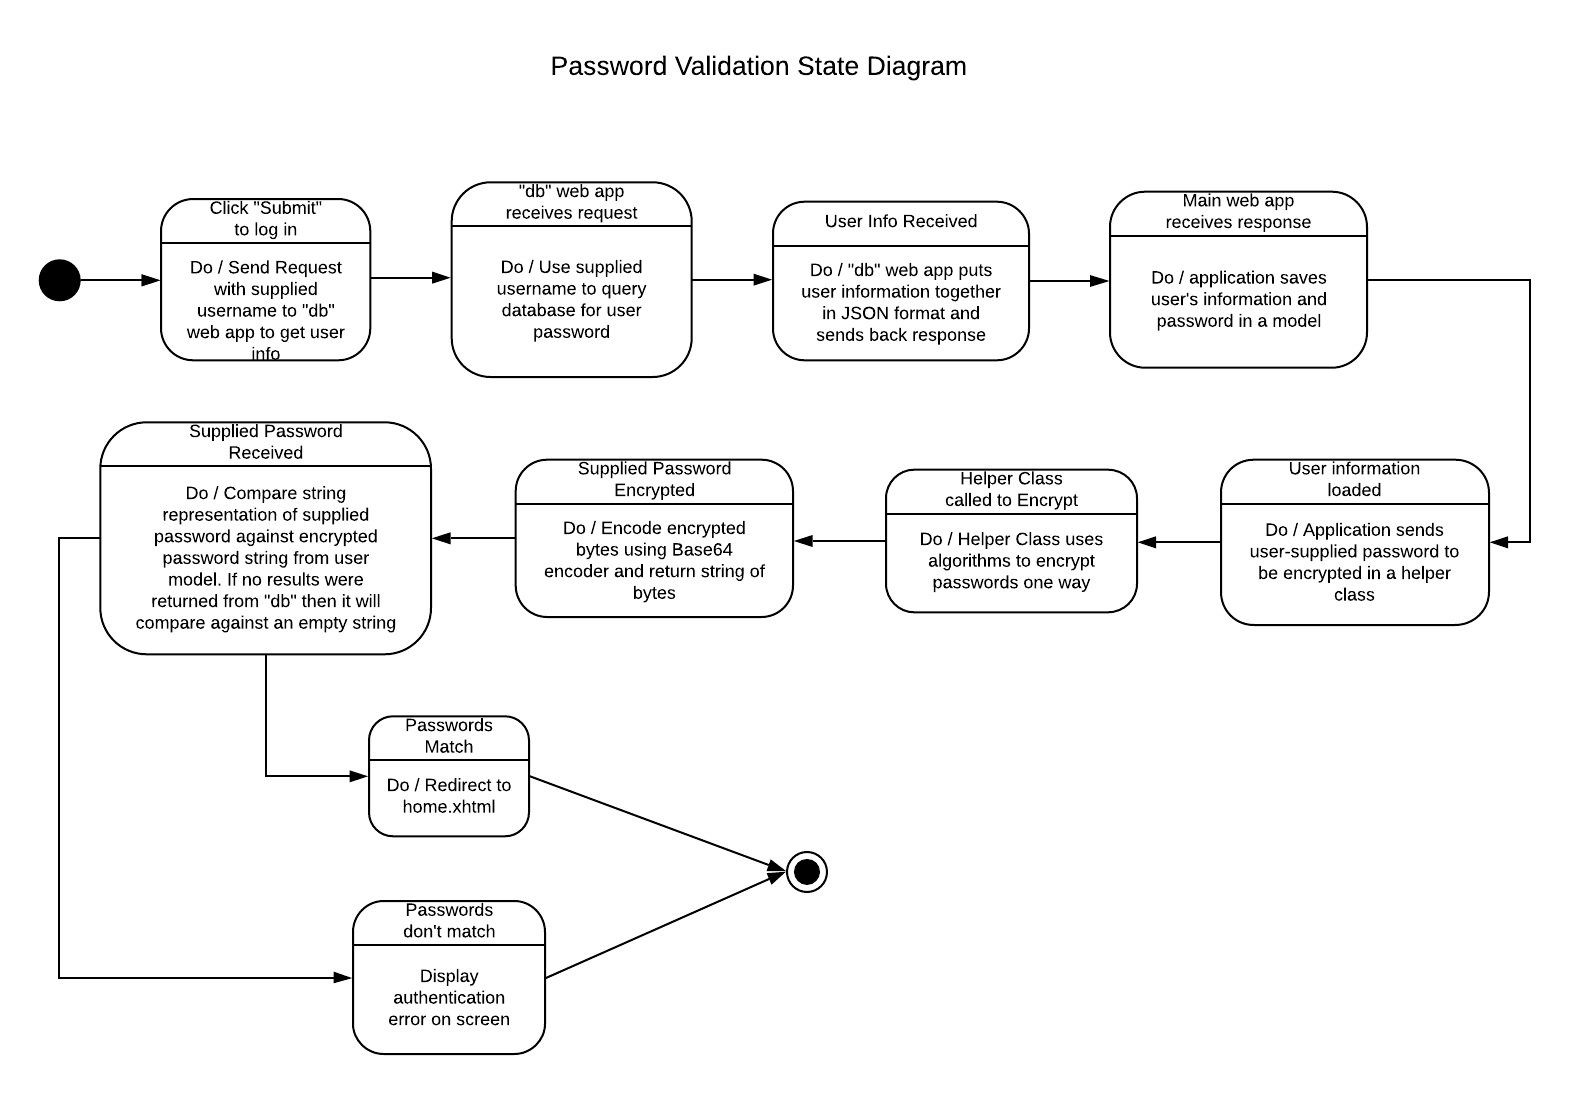 Password Validation State Diagram
Click "Submit"
to log in
Do / Send Request
with supplied
username to "db"
web app to get user
info
"db" web app
receives request
Do / Use supplied
username to query
database for user
password
User Info Received
Do / "db" web app puts
user information together
in JSON format and
sends back response
Main web app
receives response
Do / application saves
user's information and
password in a model
User information
loaded
Do / Application sends
user-supplied password to
be encrypted in a helper
class
Helper Class
called to Encrypt
Do / Helper Class uses
algorithms to encrypt
passwords one way
Supplied Password
Encrypted
Do / Encode encrypted
bytes using Base64
encoder and return string of
bytes
Supplied Password
Received
Do / Compare string
representation of supplied
password against encrypted
password string from user
model. If no results were
returned from "db" then it will
compare against an empty string
Passwords
Match
Do / Redirect to
home.xhtml
Passwords
don't match
Display
authentication
error on screen